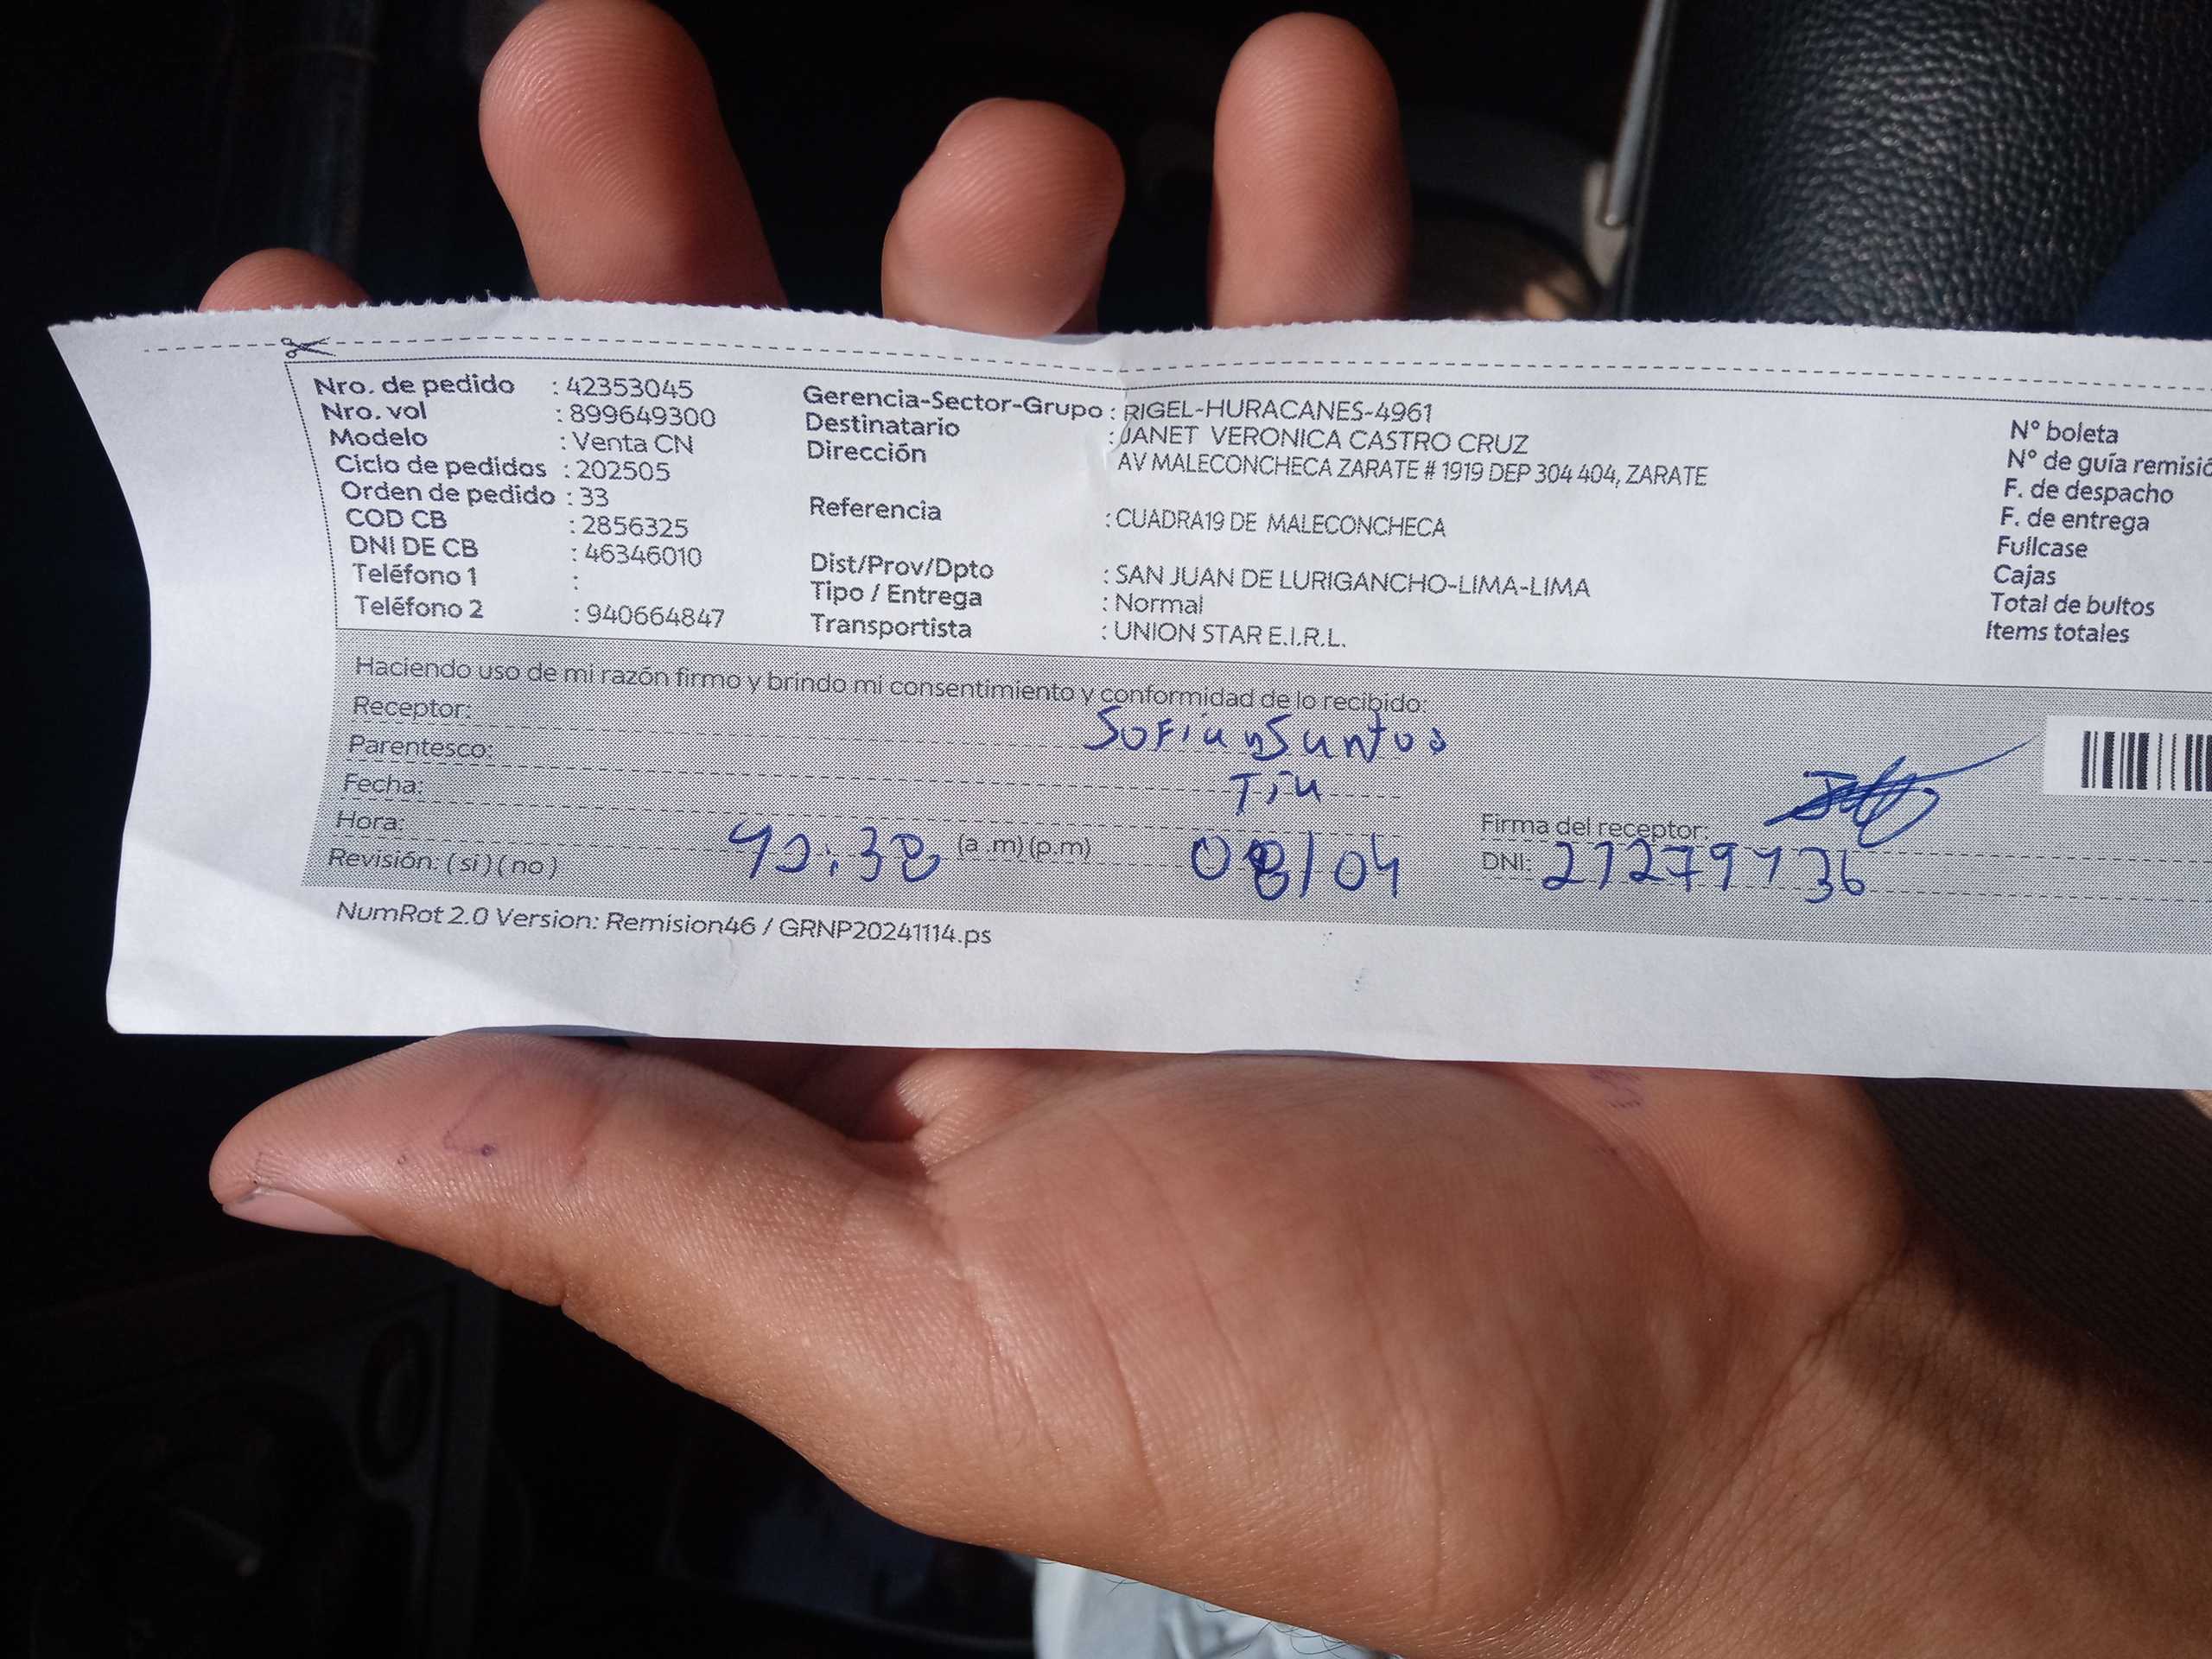 Nro. de pedido : 42353045
Nro. vol : 899649300
Modelo : Venta CN
Ciclo de pedidos : 202505
Orden de pedido : 33
COD CB : 2856325
DNI DE CB : 46346010
Teléfono 1 :
Teléfono 2 : 940664847
Gerencia-Sector-Grupo : RIGEL-HURACANES-4961
Destinatario : JANET VERONICA CASTRO CRUZ
Dirección AV MALECONCHECA ZARATE # 1919 DEP 304 404, ZARATE
Referencia : CUADRA19 DE MALECONCHECA
Dist/Prov/Dpto : SAN JUAN DE LURIGANCHO-LIMA-LIMA
Tipo / Entrega : Normal
Transportista : UNION STAR E.I.R.L.
N° boleta
N° de guía remisió
F. de despacho
F. de entrega
Fullcase
Cajas
Total de bultos
Items totales
Haciendo uso de mi razón firmo y brindo mi consentimiento y conformidad de lo recibido:
Receptor:
Parentesco:
Fecha:
Hora: (a.m) (p.m)
Revisión: ( si ) ( no )
08/04
Firma del receptor:
DNI:
NumRot 2.0 Version: Remision46 / GRNP20241114.ps